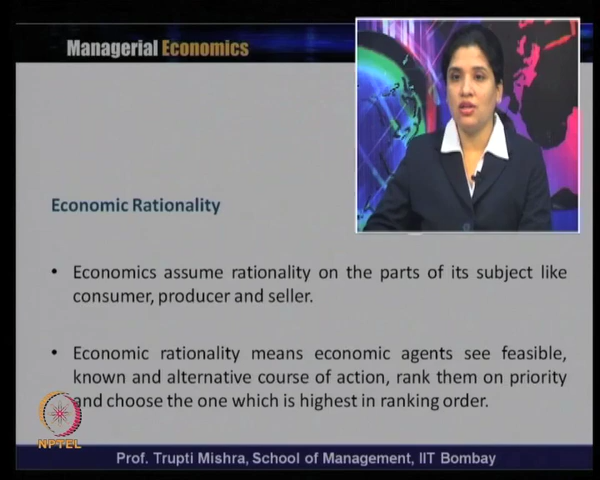 Managerial Economics
Economic Rationality
• Economics assume rationality on the parts of its subject like
consumer, producer and seller.
• Economic rationality means economic agents see feasible,
known and alternative course of action, rank them on priority
and choose the one which is highest in ranking order.
NPTEL
Prof. Trupti Mishra, School of Management, IIT Bombay